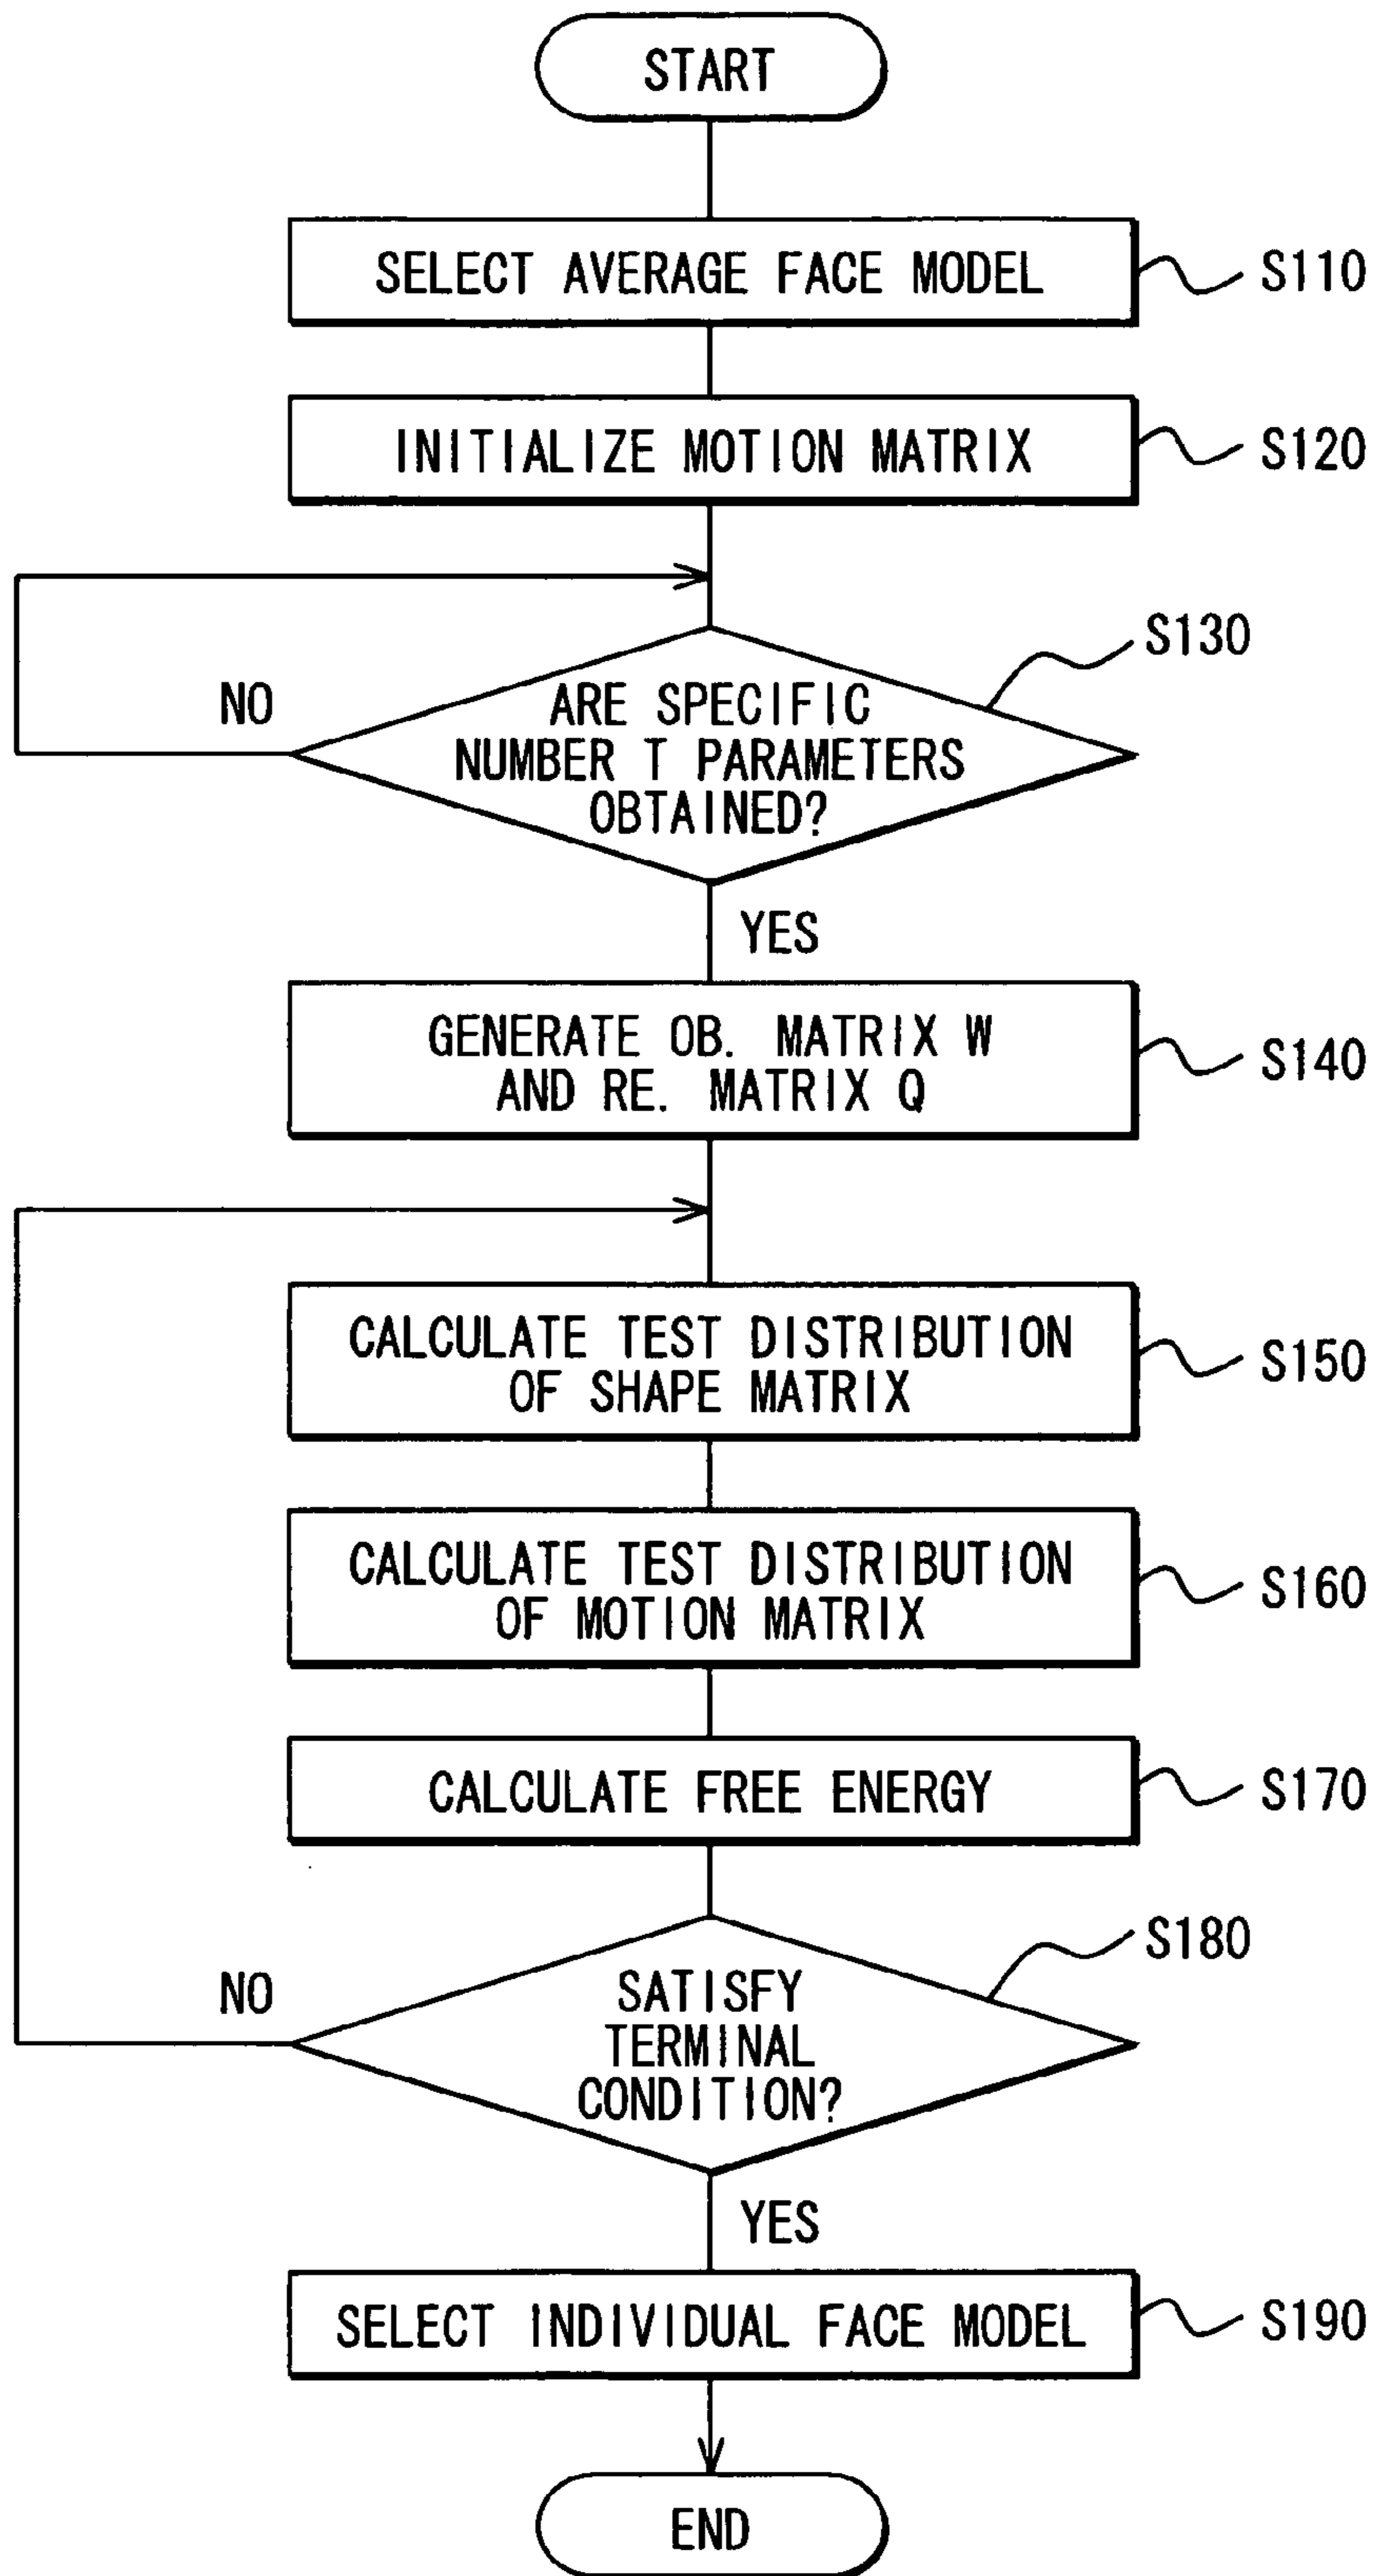 START
SELECT AVERAGE FACE MODEL
S110
INITIALIZE MOTION MATRIX
S120
S130
NO
ARE SPECIFIC
NUMBER T PARAMETERS
OBTAINED?
YES
GENERATE OB. MATRIX W
AND RE. MATRIX Q
S140
CALCULATE TEST DISTRIBUTION
OF SHAPE MATRIX
S150
CALCULATE TEST DISTRIBUTION
OF MOTION MATRIX
S160
CALCULATE FREE ENERGY
S170
S180
NO
SATISFY
TERMINAL
CONDITION?
YES
SELECT INDIVIDUAL FACE MODEL
S190
END